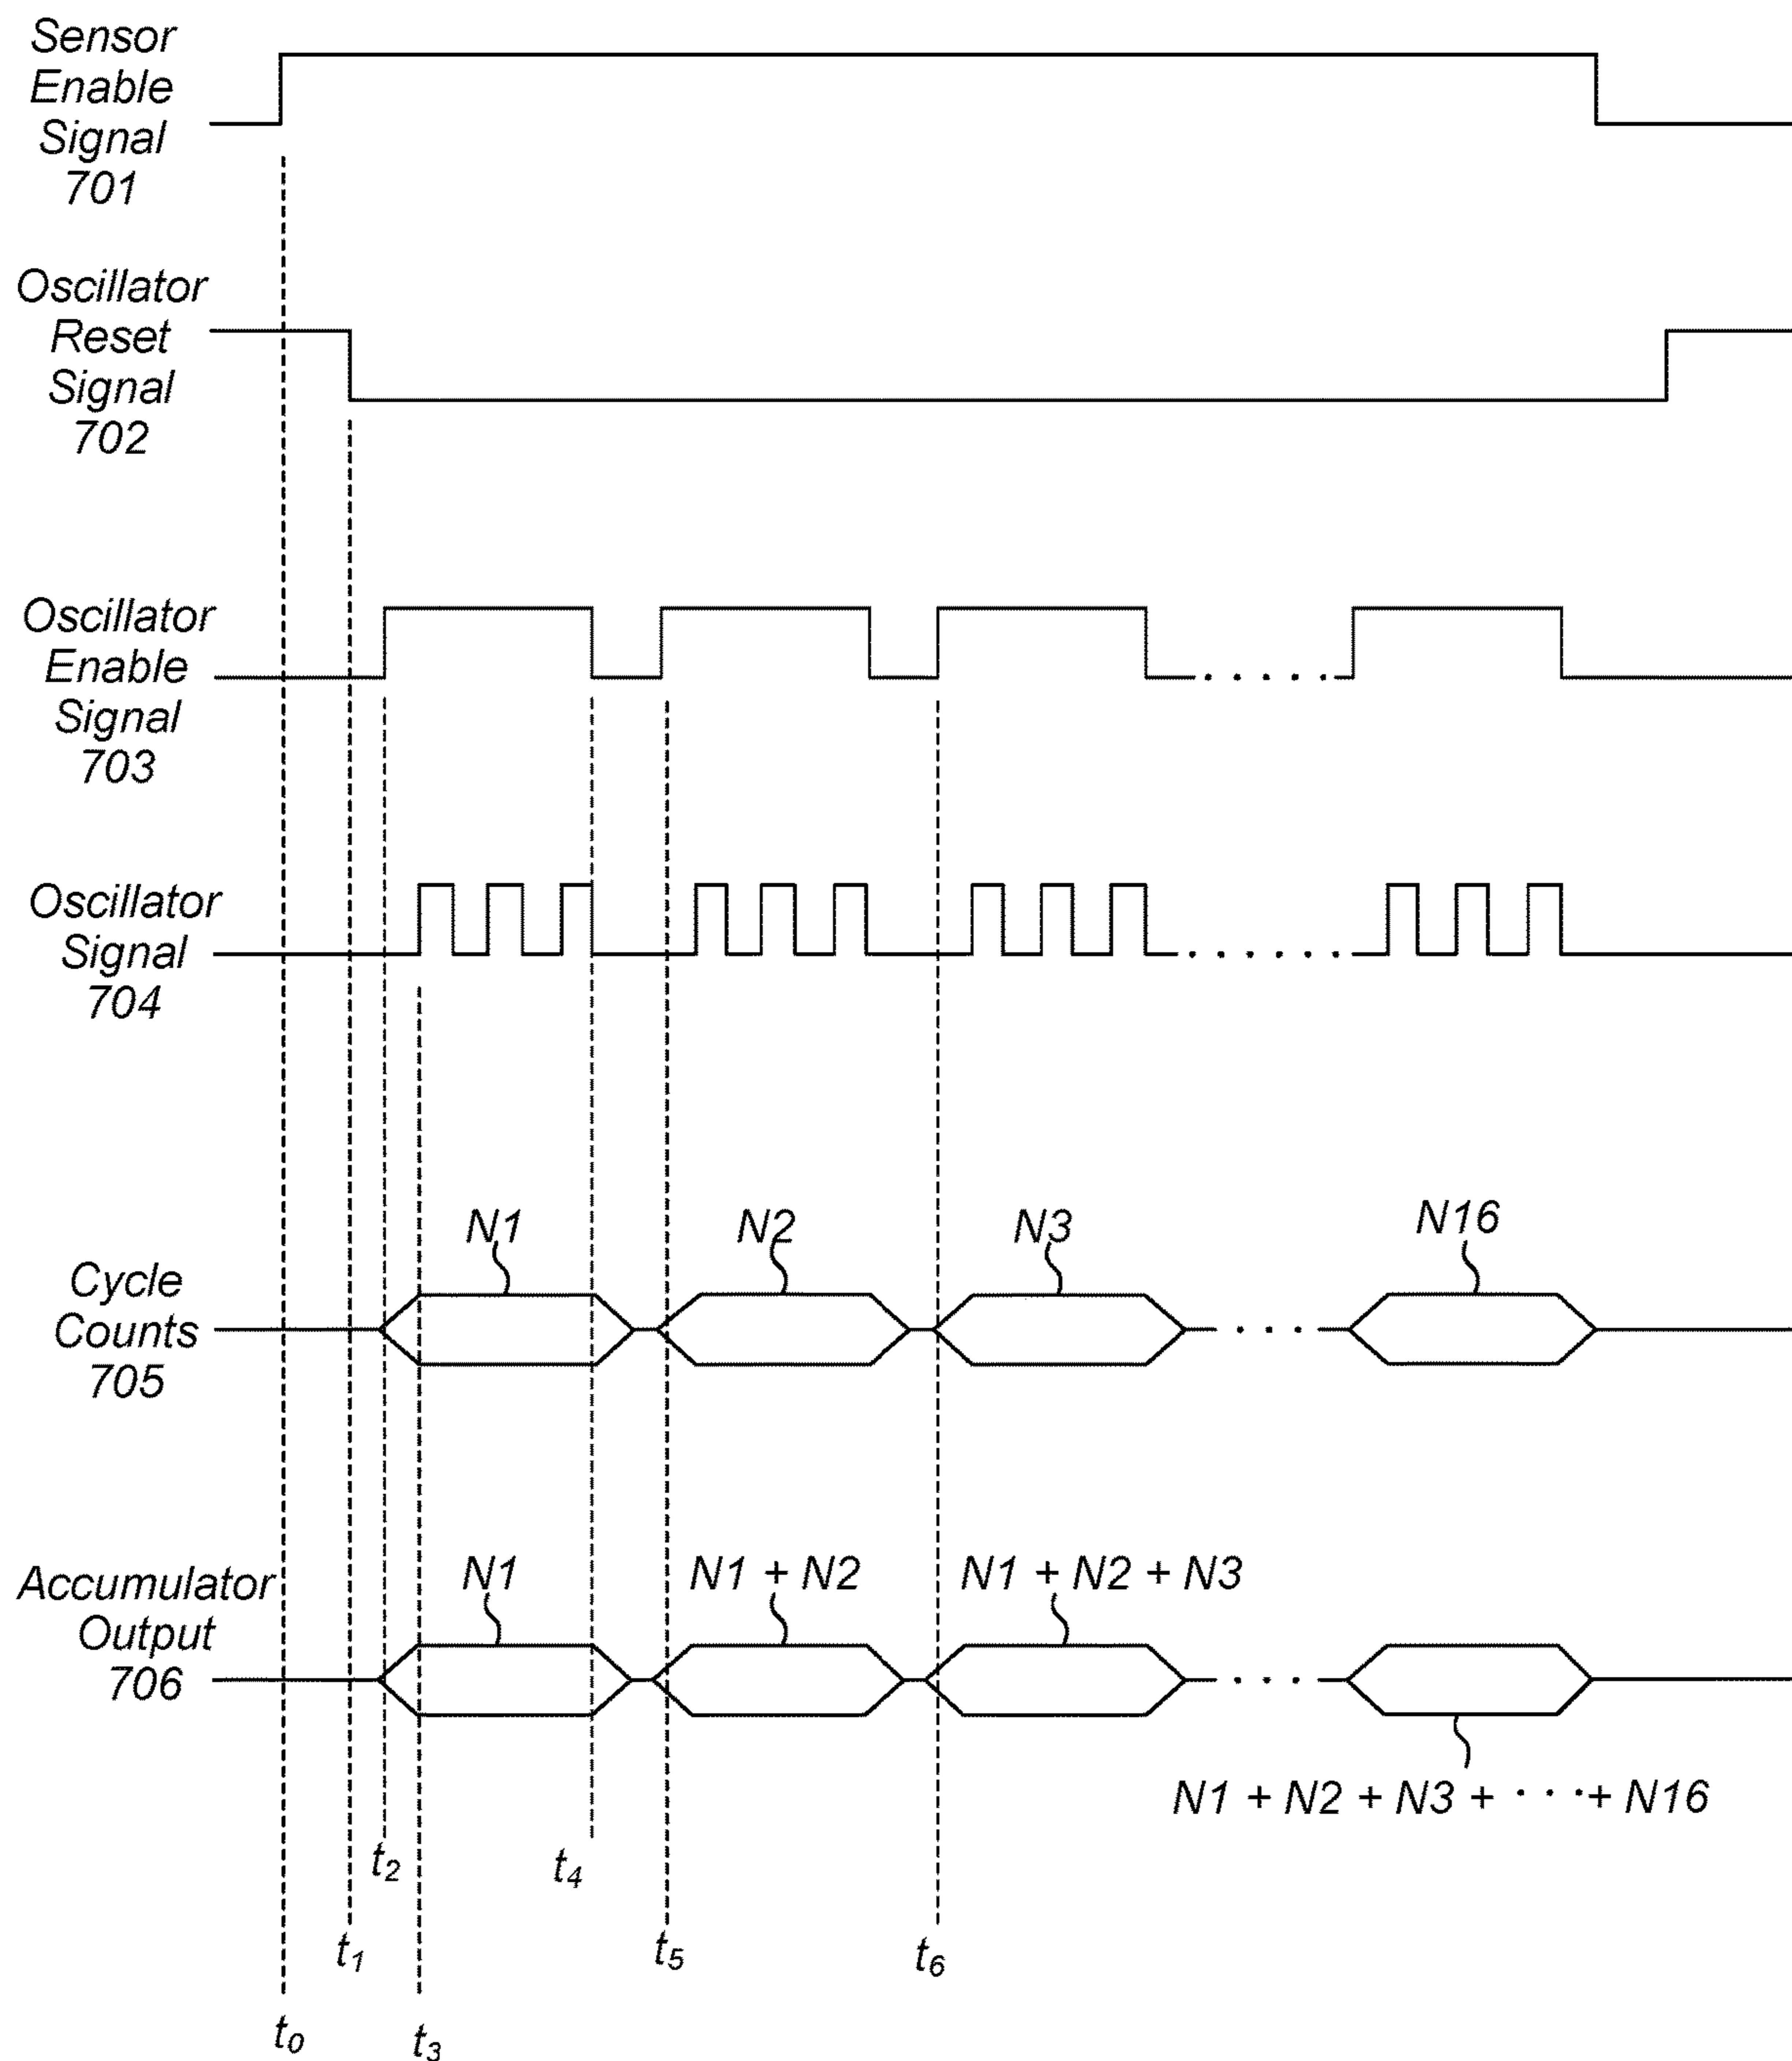 Sensor
Enable
Signal
701
Oscillator
Reset
Signal
702
Oscillator
Enable
Signal
703
Oscillator
Signal
704
N1
N2
N3
N16
Cycle
Counts
705
N1
N1 + N2
N1 + N2 + N3
Accumulator
Output
706
N1 + N2 + N3 + · · · + N16
t2
t4
t1
t5
t6
t0
t3